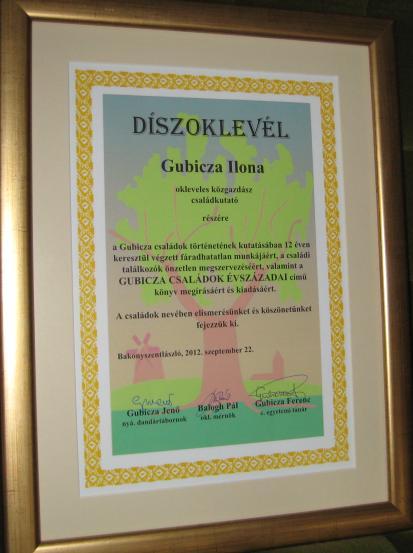 DÍSZOKLEVÉL
Gubicza Ilona
okleveles közgazdász
családkutató
részére
a Gubicza családok történetének kutatásában 12 éven
keresztül végzett fáradhatatlan munkájáért, a családi
találkozók önzetlen megszervezéséért, valamint a
GUBICZA CSALÁDOK ÉVSZÁZADAI című
könyv megírásáért és kiadásáért.
A családok nevében elismerésünket és köszönetünket
fejezzük ki.
Bakonyszentlászló, 2012. szeptember 22.
Gubicza Jenő Balogh Pál Gubicza Ferenc
nyá. dandártábornok okl. mérnök c. egyetemi tanár